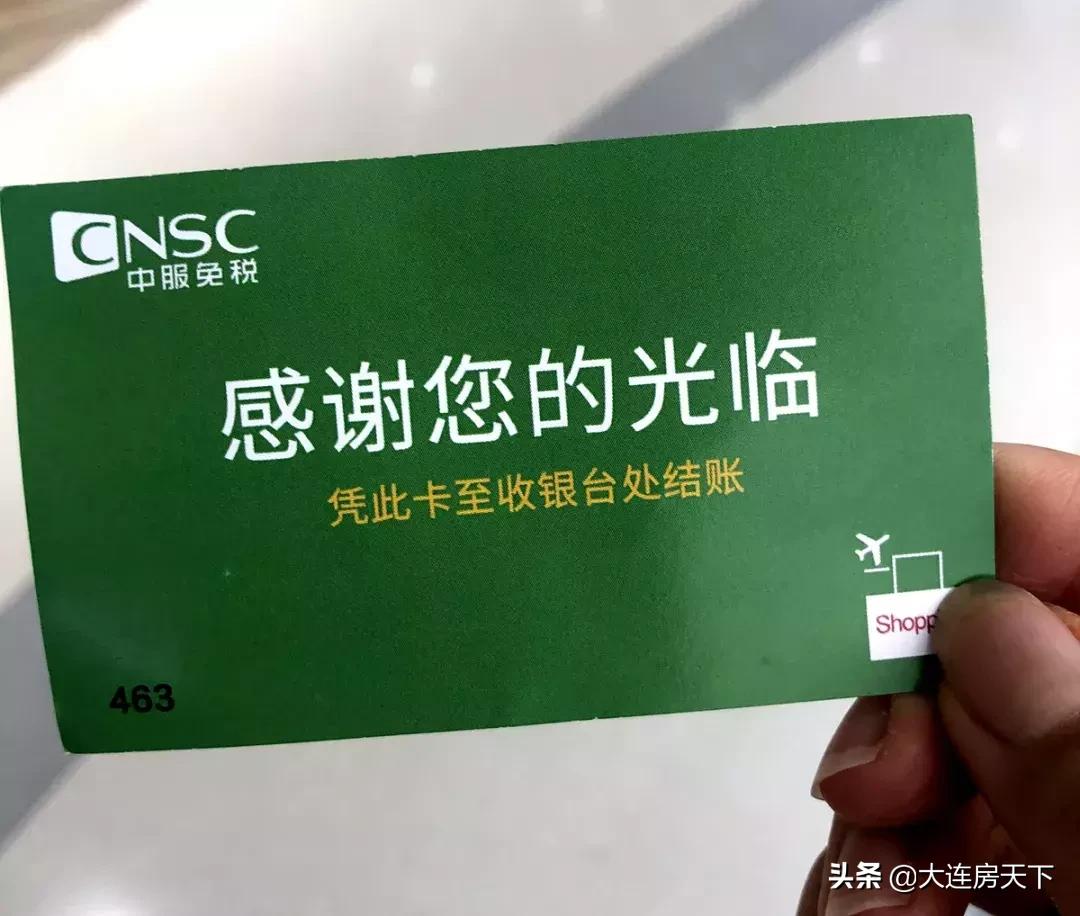 CNSC
中服免税
感谢您的光临
凭此卡至收银台处结账
Shopp
463
头条 @大连房天下